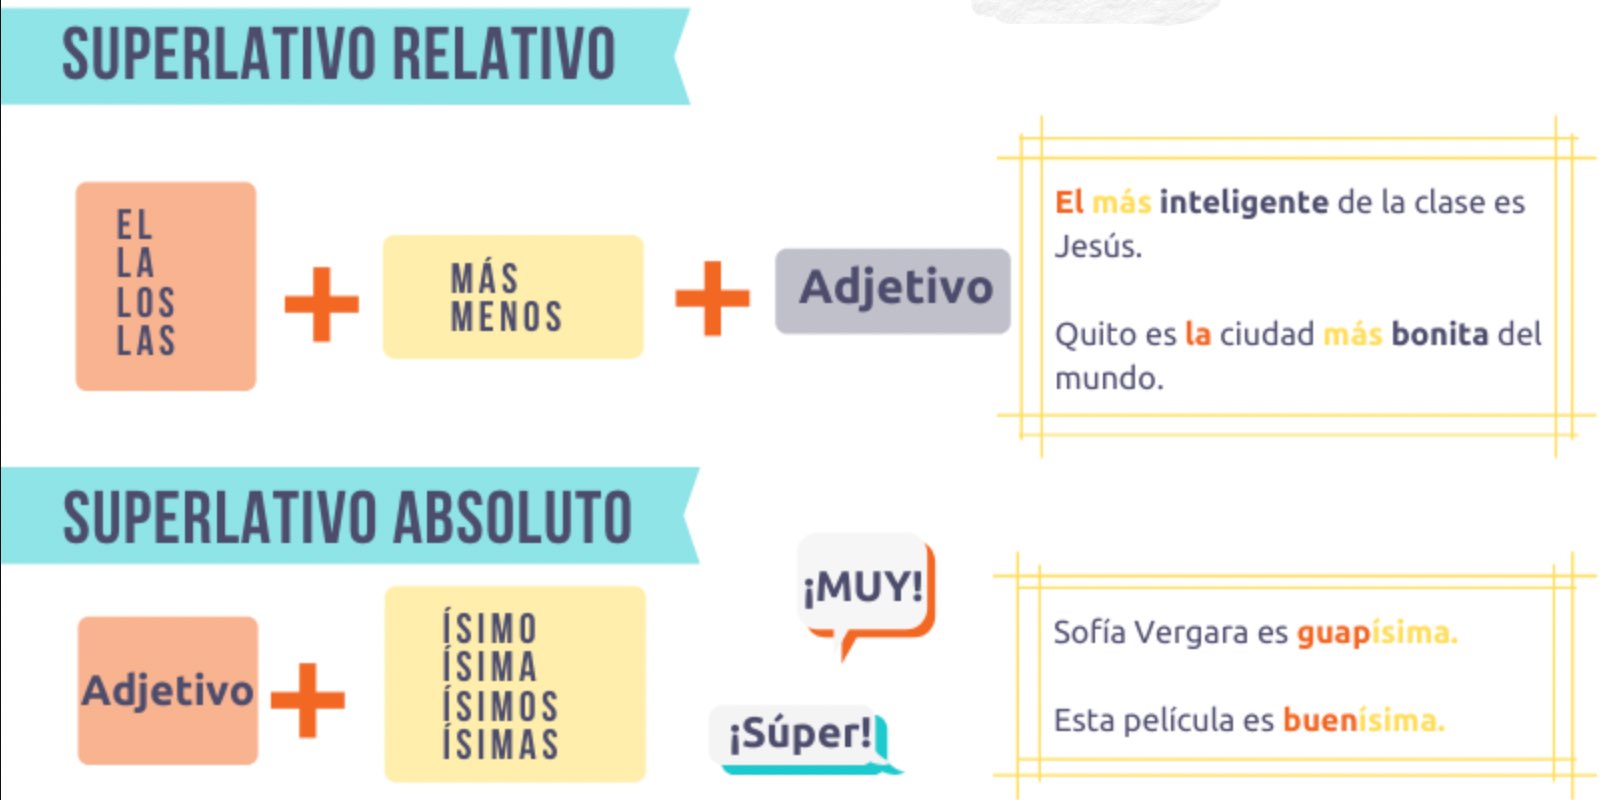 SUPERLATIVO RELATIVO
EL
LA
LOS
LAS
+
MÁS
MENOS
+
Adjetivo
El más inteligente de la clase es
Jesús.
Quito es la ciudad más bonita del
mundo.
SUPERLATIVO ABSOLUTO
Adjetivo
+
ÍSIMO
ÍSIMA
ÍSIMOS
ÍSIMAS
¡MUY!
¡Súper!
Sofía Vergara es guapísima.
Esta película es buenísima.